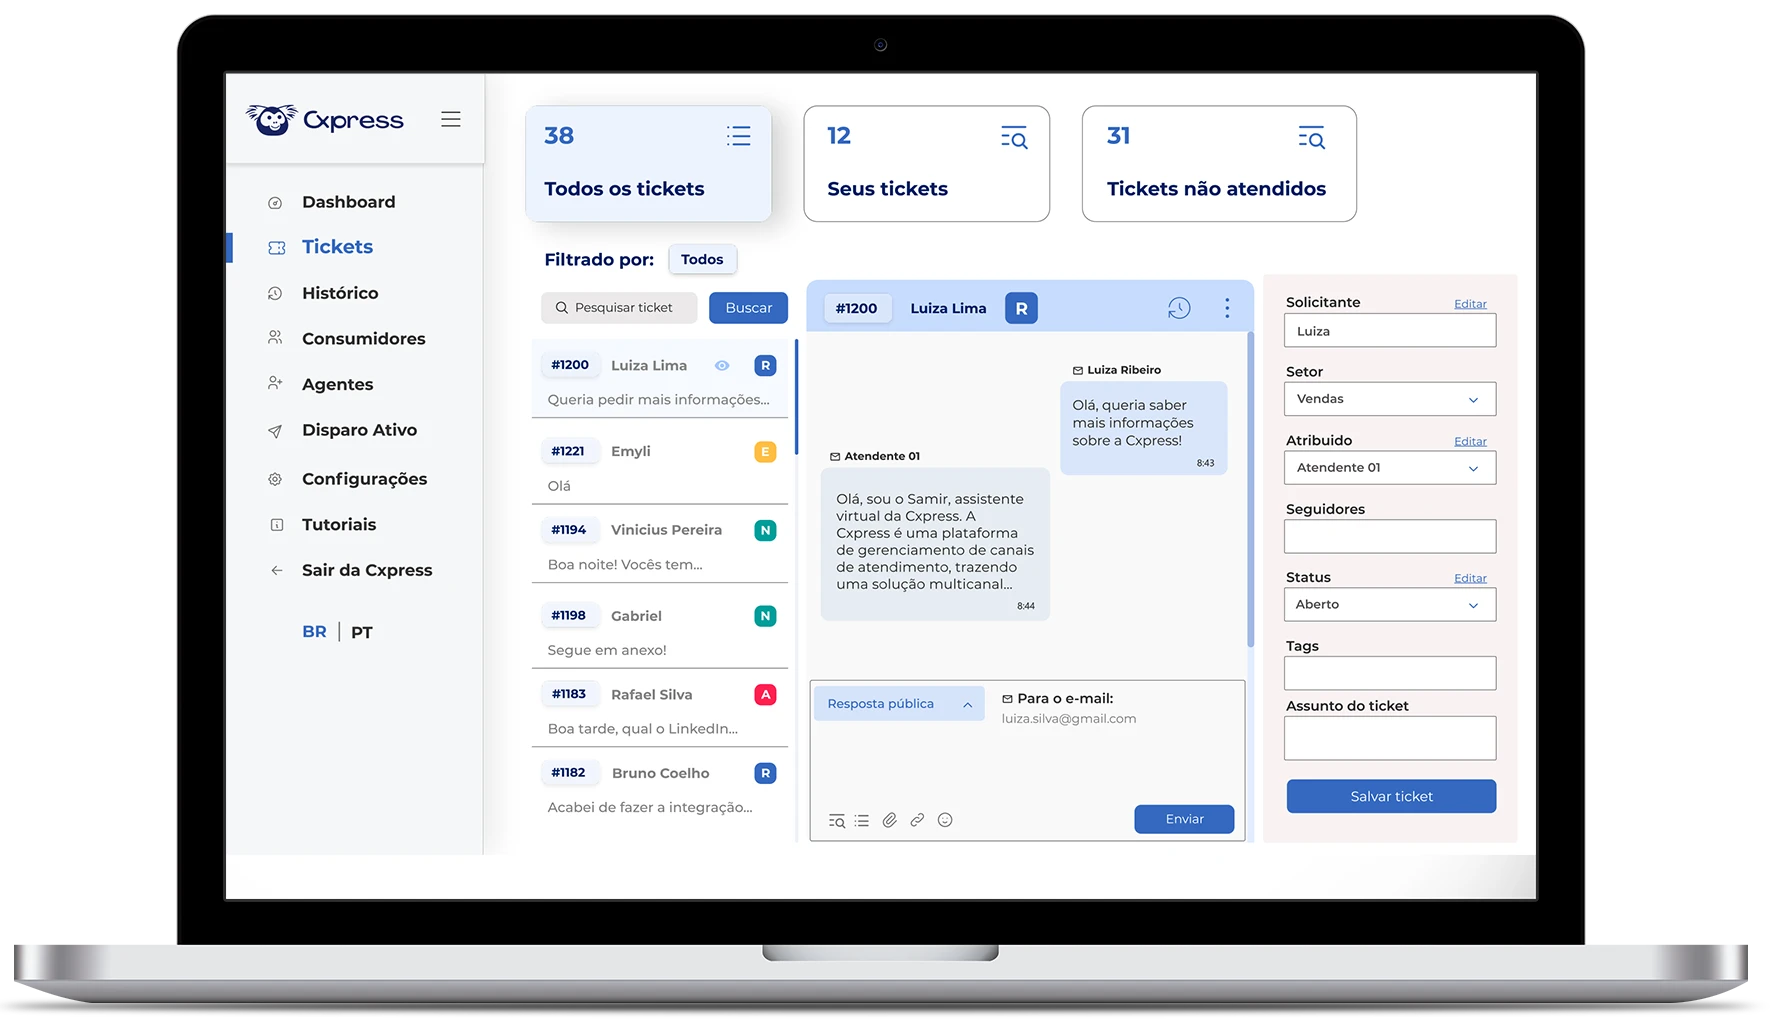 Cxpress
Dashboard
Tickets
Histórico
Consumidores
Agentes
Disparo Ativo
Configurações
Tutoriais
Sair da Cxpress
BR | PT
38
Todos os tickets
12
Seus tickets
31
Tickets não atendidos
Filtrado por: Todos
Pesquisar ticket
Buscar
#1200 Luiza Lima R
Queria pedir mais informações...
#1221 Emyli E
Olá
#1194 Vinicius Pereira N
Boa noite! Vocês tem...
#1198 Gabriel N
Segue em anexo!
#1183 Rafael Silva A
Boa tarde, qual o LinkedIn...
#1182 Bruno Coelho R
Acabei de fazer a integração...
#1200 Luiza Lima R
Luiza Ribeiro
Olá, queria saber
mais informações
sobre a Cxpress!
8:43
Atendente 01
Olá, sou o Samir, assistente
virtual da Cxpress. A
Cxpress é uma plataforma
de gerenciamento de canais
de atendimento, trazendo
uma solução multicanal...
8:44
Resposta pública
Para o e-mail:
luiza.silva@gmail.com
Enviar
Solicitante Editar
Luiza
Setor
Vendas
Atribuido Editar
Atendente 01
Seguidores
Status Editar
Aberto
Tags
Assunto do ticket
Salvar ticket